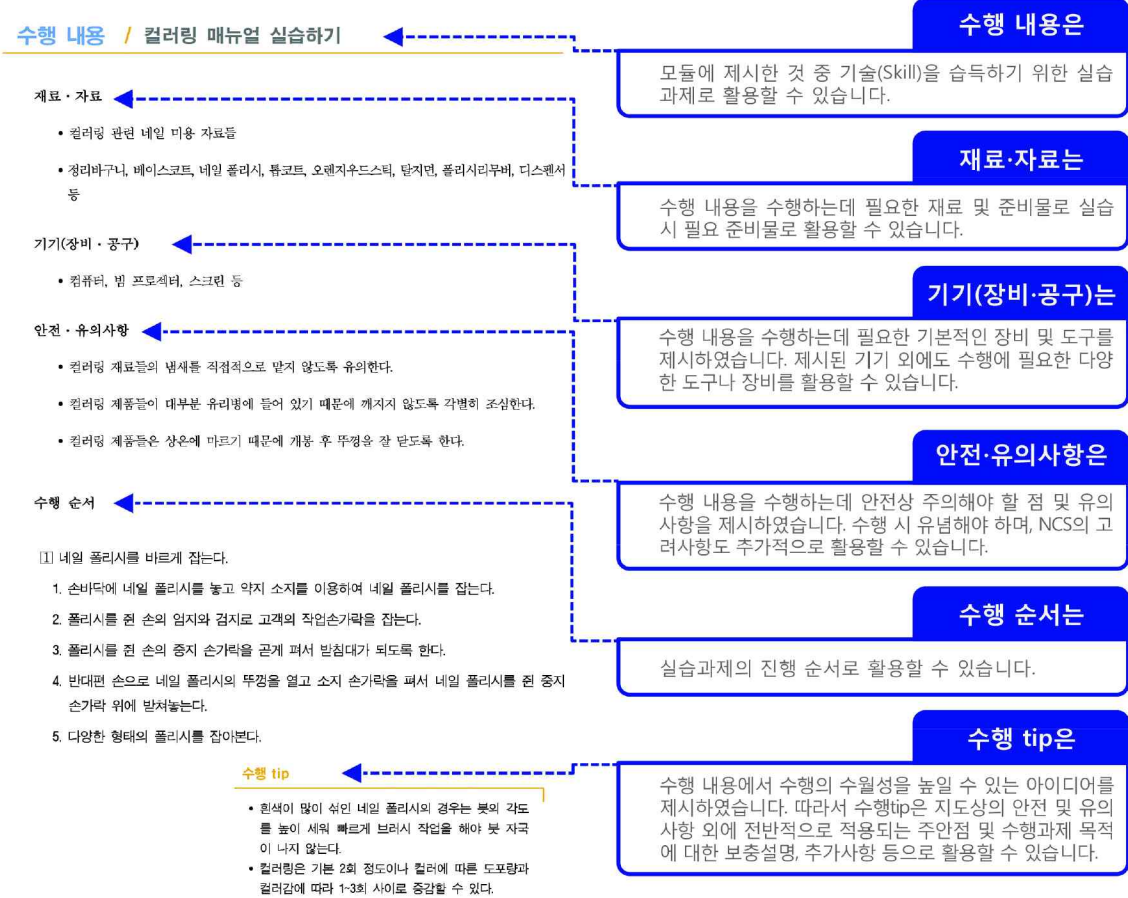 수행 내용 / 컬러링 매뉴얼 실습하기
재료·자료
• 컬러링 관련 네일 미용 자료들
• 정리바구니, 베이스코트, 네일 폴리시, 톱코트, 오렌지우드스틱, 탈지면, 폴리시리무버, 디스펜서
등
기기(장비·공구)
• 컴퓨터, 빔 프로젝터, 스크린 등
안전·유의사항
• 컬러링 재료들의 냄새를 직접적으로 맡지 않도록 유의한다.
• 컬러링 제품들이 대부분 유리병에 들어 있기 때문에 깨지지 않도록 각별히 조심한다.
• 컬러링 제품들은 상온에 마르기 때문에 개봉 후 뚜껑을 잘 닫도록 한다.
수행 순서
1 네일 폴리시를 바르게 잡는다.
1. 손바닥에 네일 폴리시를 놓고 약지 소지를 이용하여 네일 폴리시를 잡는다.
2. 폴리시를 쥔 손의 엄지와 검지로 고객의 작업손가락을 잡는다.
3. 폴리시를 쥔 손의 중지 손가락을 곧게 펴서 받침대가 되도록 한다.
4. 반대편 손으로 네일 폴리시의 뚜껑을 열고 소지 손가락을 펴서 네일 폴리시를 쥔 중지
손가락 위에 받쳐놓는다.
5. 다양한 형태의 폴리시를 잡아본다.
수행 tip
• 흰색이 많이 섞인 네일 폴리시의 경우는 붓의 각도
를 높이 세워 빠르게 브러시 작업을 해야 붓 자국
이 나지 않는다.
• 컬러링은 기본 2회 정도이나 컬러에 따른 도포량과
컬러감에 따라 1~3회 사이로 증감할 수 있다.
수행 내용은
모듈에 제시한 것 중 기술(Skill)을 습득하기 위한 실습
과제로 활용할 수 있습니다.
재료·자료는
수행 내용을 수행하는데 필요한 재료 및 준비물로 실습
시 필요 준비물로 활용할 수 있습니다.
기기(장비·공구)는
수행 내용을 수행하는데 필요한 기본적인 장비 및 도구를
제시하였습니다. 제시된 기기 외에도 수행에 필요한 다양
한 도구나 장비를 활용할 수 있습니다.
안전·유의사항은
수행 내용을 수행하는데 안전상 주의해야 할 점 및 유의
사항을 제시하였습니다. 수행 시 유념해야 하며, NCS의 고
려사항도 추가적으로 활용할 수 있습니다.
수행 순서는
실습과제의 진행 순서로 활용할 수 있습니다.
수행 tip은
수행 내용에서 수행의 수월성을 높일 수 있는 아이디어를
제시하였습니다. 따라서 수행tip은 지도상의 안전 및 유의
사항 외에 전반적으로 적용되는 주안점 및 수행과제 목적
에 대한 보충설명, 추가사항 등으로 활용할 수 있습니다.